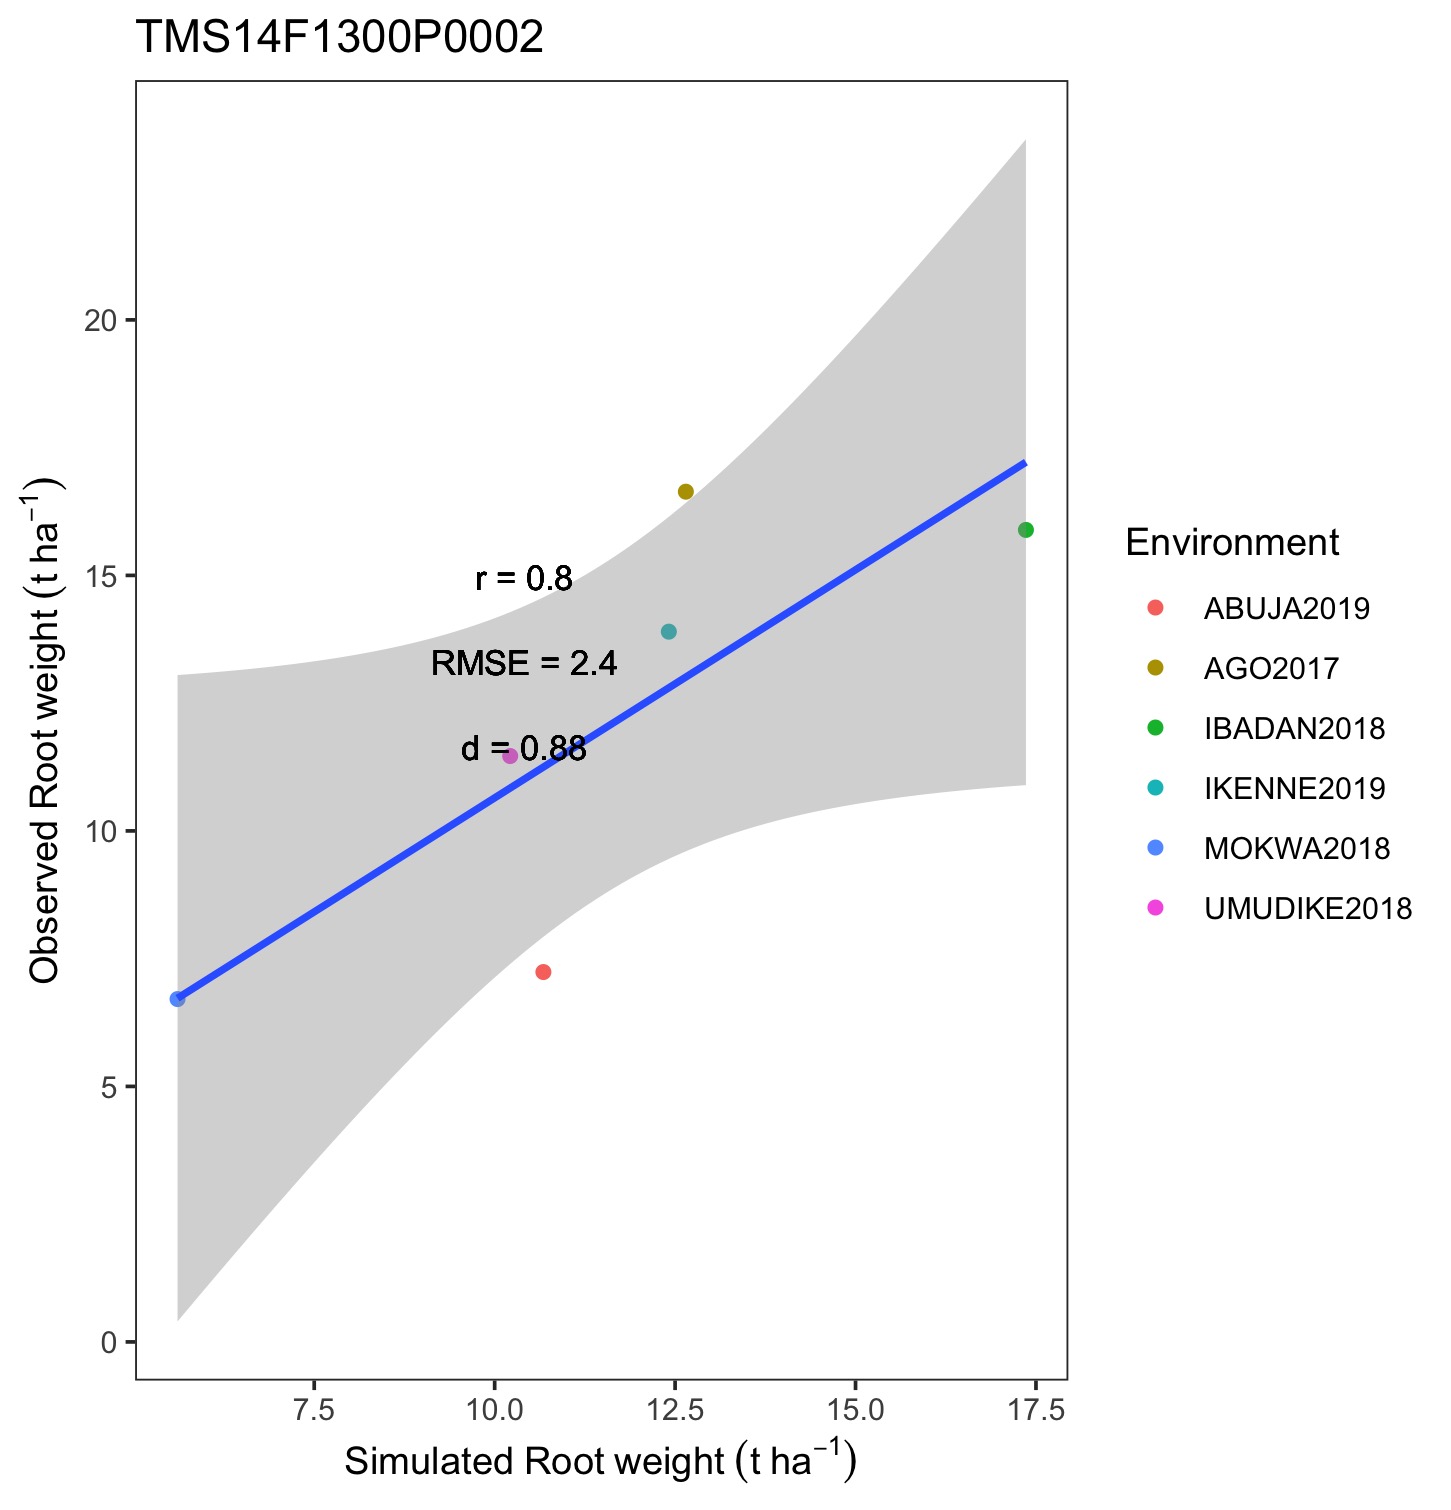 TMS14F1300P0002
Observed Root weight (t ha⁻¹)
20
15
10
5
0
r = 0.8
RMSE = 2.4
d = 0.88
7.5 10.0 12.5 15.0 17.5
Simulated Root weight (t ha⁻¹)
Environment
ABUJA2019
AGO2017
IBADAN2018
IKENNE2019
MOKWA2018
UMUDIKE2018